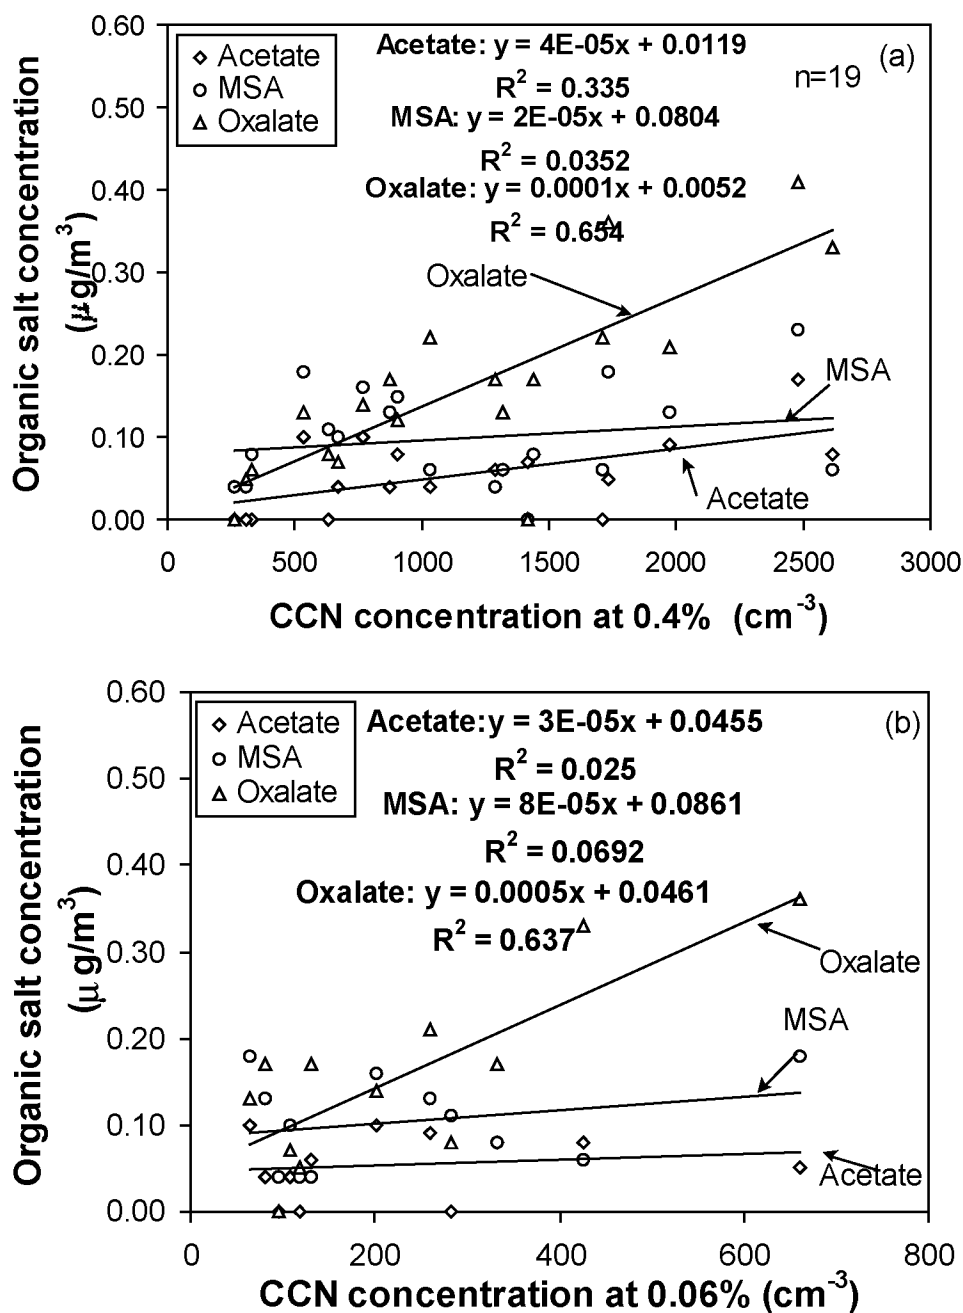 0.60
0.50
0.40
0.30
0.20
0.10
0.00
Organic salt concentration
(μg/m³)
Acetate
MSA
Oxalate
Acetate: y = 4E-05x + 0.0119
R² = 0.335
MSA: y = 2E-05x + 0.0804
R² = 0.0352
Oxalate: y = 0.0001x + 0.0052
R² = 0.654
(a)
n=19
Oxalate
MSA
Acetate
0 500 1000 1500 2000 2500 3000
CCN concentration at 0.4% (cm⁻³)
0.60
0.50
0.40
0.30
0.20
0.10
0.00
Organic salt concentration
(μg/m³)
Acetate
MSA
Oxalate
Acetate:y = 3E-05x + 0.0455
R² = 0.025
MSA: y = 8E-05x + 0.0861
R² = 0.0692
Oxalate: y = 0.0005x + 0.0461
R² = 0.637
(b)
Oxalate
MSA
Acetate
0 200 400 600 800
CCN concentration at 0.06% (cm⁻³)